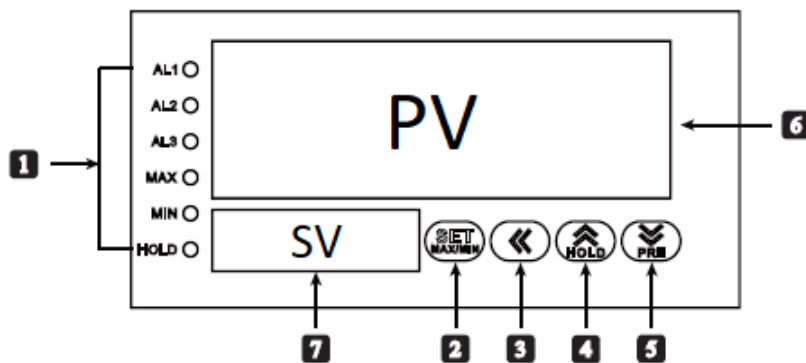 AL1
AL2
AL3
MAX
MIN
HOLD
PV
SV
SET
MAX/MIN
HOLD
PRE
1
6
7
2
3
4
5